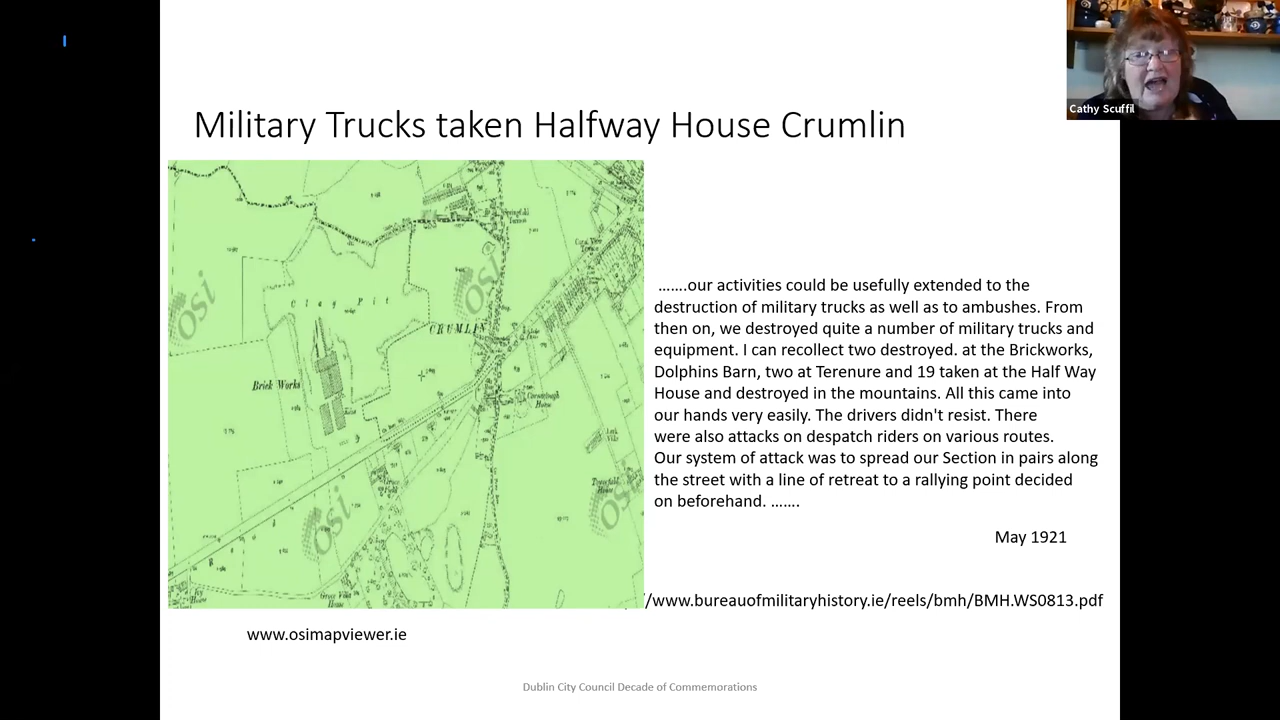 Cathy Scuffil
Military Trucks taken Halfway House Crumlin
osi
osi
Clay Pit
CRUMLIN
Brick Works
osi
osi
…….our activities could be usefully extended to the
destruction of military trucks as well as to ambushes. From
then on, we destroyed quite a number of military trucks and
equipment. I can recollect two destroyed. at the Brickworks,
Dolphins Barn, two at Terenure and 19 taken at the Half Way
House and destroyed in the mountains. All this came into
our hands very easily. The drivers didn't resist. There
were also attacks on despatch riders on various routes.
Our system of attack was to spread our Section in pairs along
the street with a line of retreat to a rallying point decided
on beforehand. …….
May 1921
/www.bureauofmilitaryhistory.ie/reels/bmh/BMH.WS0813.pdf
www.osimapviewer.ie
Dublin City Council Decade of Commemorations